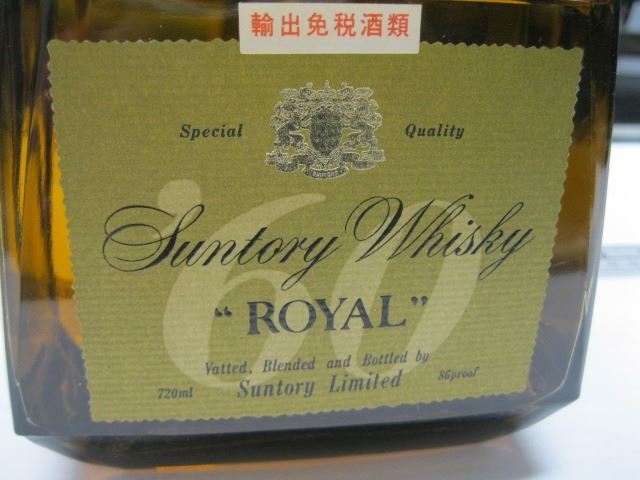 輸出免税酒類
Special Quality
'60
Suntory Whisky
"ROYAL"
Vatted, Blended and Bottled by
720ml Suntory Limited 86proof